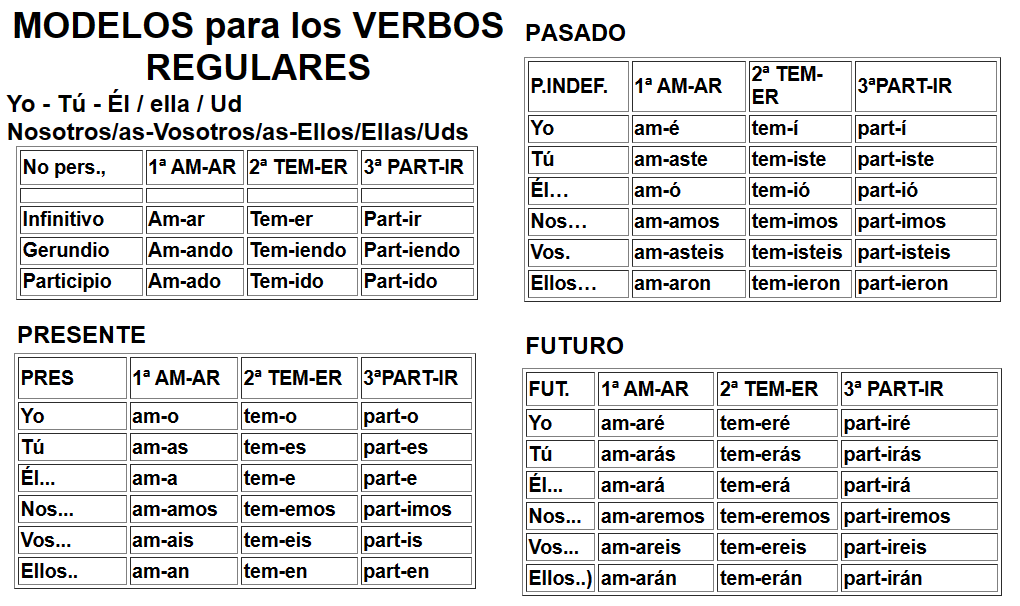 MODELOS para los VERBOS
REGULARES
Yo - Tú - Él / ella / Ud
Nosotros/as-Vosotros/as-Ellos/Ellas/Uds
No pers., 1ª AM-AR 2ª TEM-ER 3ª PART-IR
Infinitivo Am-ar Tem-er Part-ir
Gerundio Am-ando Tem-iendo Part-iendo
Participio Am-ado Tem-ido Part-ido
PRESENTE
PRES 1ª AM-AR 2ª TEM-ER 3ªPART-IR
Yo am-o tem-o part-o
Tú am-as tem-es part-es
Él... am-a tem-e part-e
Nos... am-amos tem-emos part-imos
Vos... am-ais tem-eis part-is
Ellos.. am-an tem-en part-en
PASADO
P.INDEF. 1ª AM-AR 2ª TEM-
ER 3ªPART-IR
Yo am-é tem-í part-í
Tú am-aste tem-iste part-iste
Él… am-ó tem-ió part-ió
Nos… am-amos tem-imos part-imos
Vos. am-asteis tem-isteis part-isteis
Ellos… am-aron tem-ieron part-ieron
FUTURO
FUT. 1ª AM-AR 2ª TEM-ER 3ª PART-IR
Yo am-aré tem-eré part-iré
Tú am-arás tem-erás part-irás
Él... am-ará tem-erá part-irá
Nos... am-aremos tem-eremos part-iremos
Vos... am-areis tem-ereis part-ireis
Ellos..) am-arán tem-erán part-irán